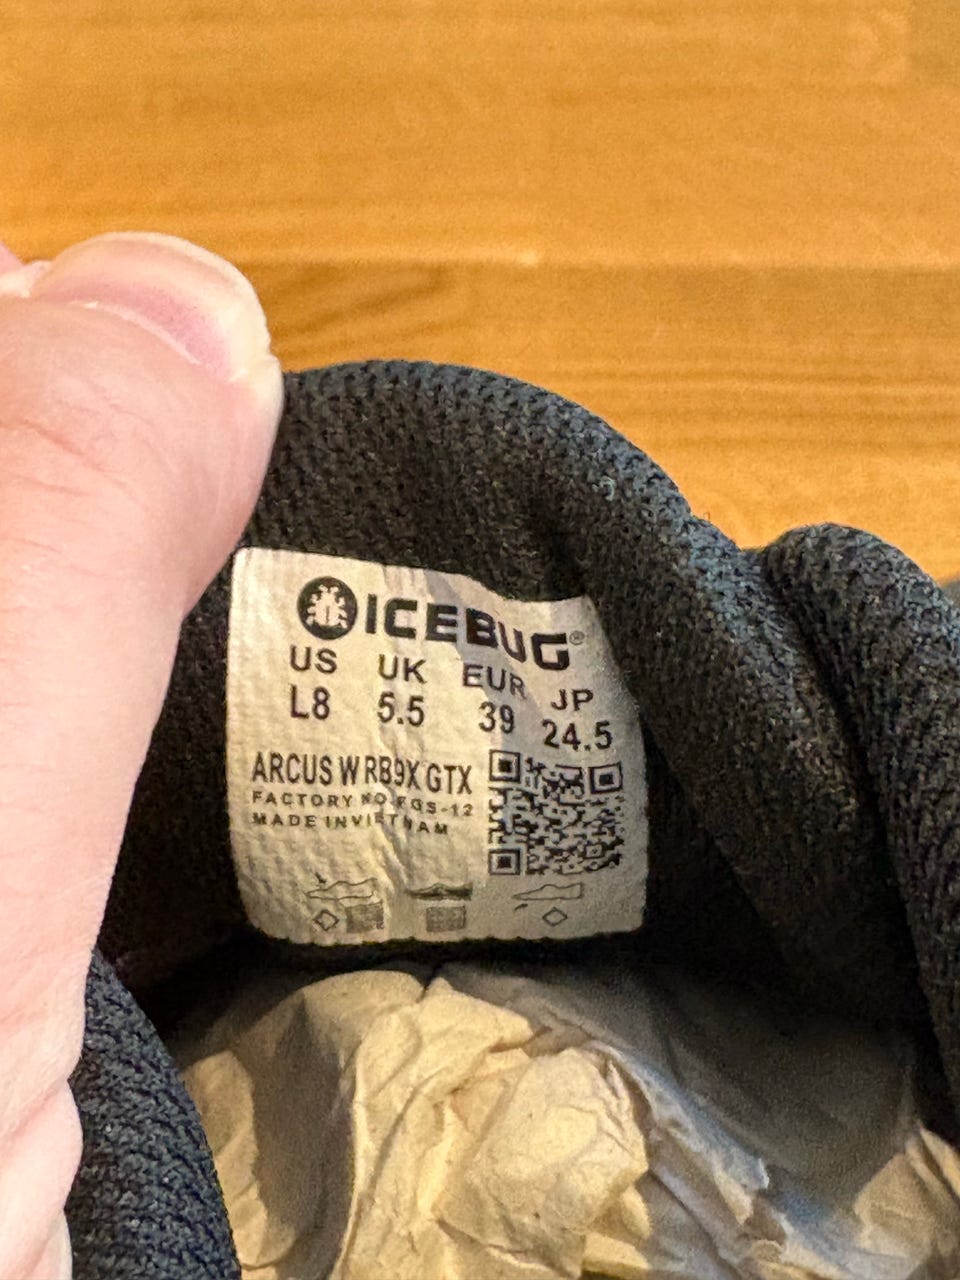 ICEBUG®
US UK EUR JP
L8 5.5 39 24.5
ARCUS W RB9X GTX
FACTORY NO.FGS-12
MADE IN VIETNAM